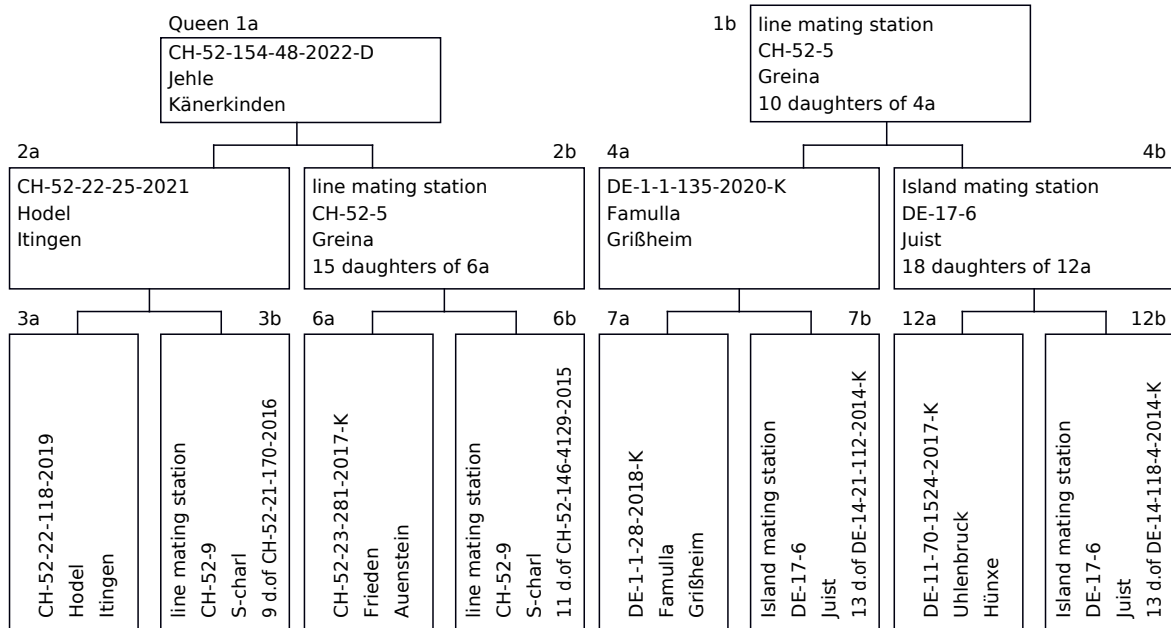 Queen 1a
CH-52-154-48-2022-D
Jehle
Känerkinden
1b
line mating station
CH-52-5
Greina
10 daughters of 4a
2a
CH-52-22-25-2021
Hodel
Itingen
2b
line mating station
CH-52-5
Greina
15 daughters of 6a
4a
DE-1-1-135-2020-K
Famulla
Grißheim
4b
Island mating station
DE-17-6
Juist
18 daughters of 12a
3a
CH-52-22-118-2019
Hodel
Itingen
3b
line mating station
CH-52-9
S-charl
9 d.of CH-52-21-170-2016
6a
CH-52-23-281-2017-K
Frieden
Auenstein
6b
line mating station
CH-52-9
S-charl
11 d.of CH-52-146-4129-2015
7a
DE-1-1-28-2018-K
Famulla
Grißheim
7b
Island mating station
DE-17-6
Juist
13 d.of DE-14-21-112-2014-K
12a
DE-11-70-1524-2017-K
Uhlenbruck
Hünxe
12b
Island mating station
DE-17-6
Juist
13 d.of DE-14-118-4-2014-K